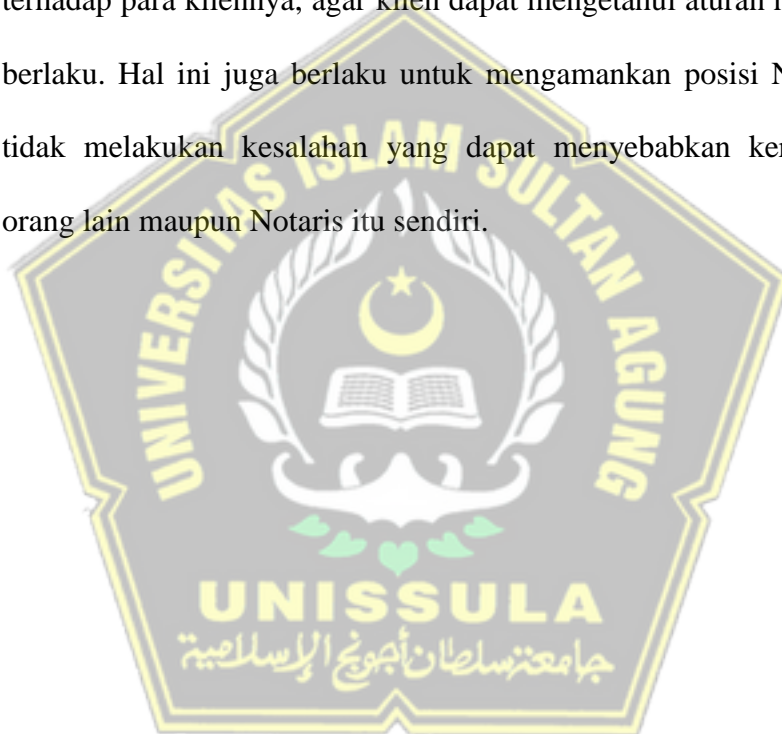 terhadap para kliennya, agar klien dapat mengetahui aturan
berlaku. Hal ini juga berlaku untuk mengamankan posisi
tidak melakukan kesalahan yang dapat menyebabkan
orang lain maupun Notaris itu sendiri.
UNIVERSITAS ISLAM SULTAN AGUNG
UNISSULA
جامعة سلطان أجونج الإسلامية